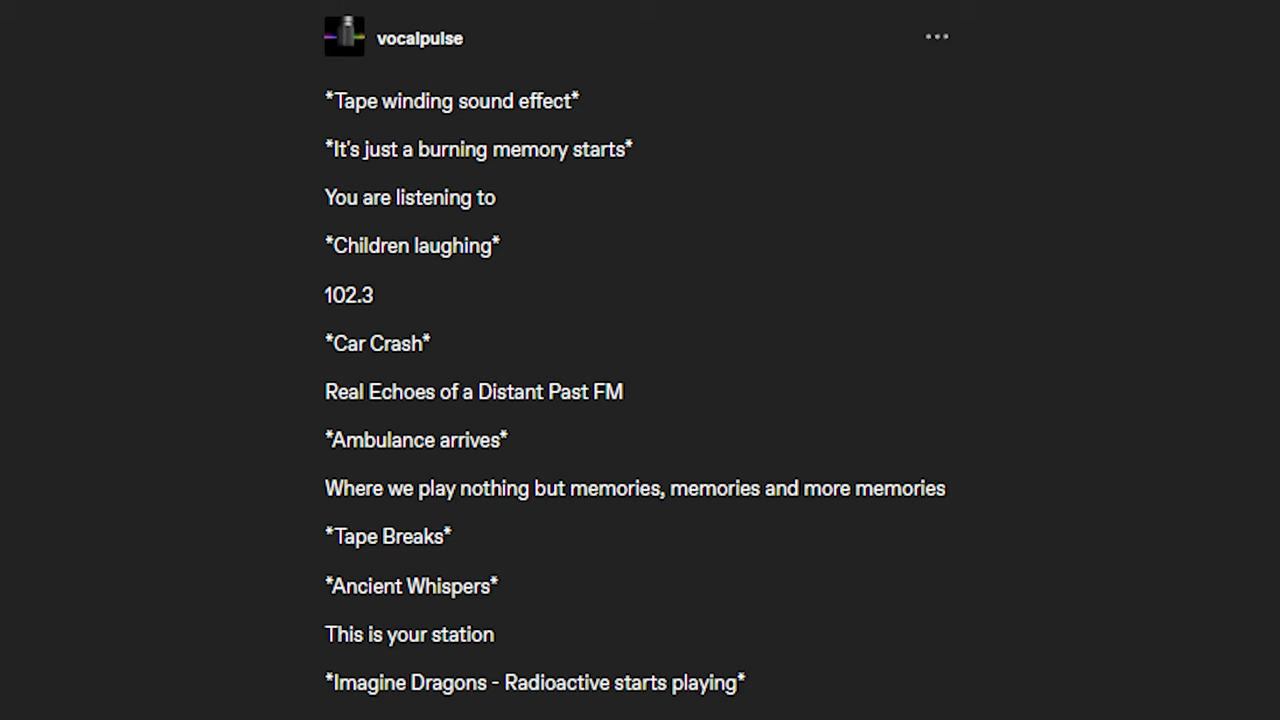 vocalpulse
*Tape winding sound effect*
*It's just a burning memory starts*
You are listening to
*Children laughing*
102.3
*Car Crash*
Real Echoes of a Distant Past FM
*Ambulance arrives*
Where we play nothing but memories, memories and more memories
*Tape Breaks*
*Ancient Whispers*
This is your station
*Imagine Dragons - Radioactive starts playing*